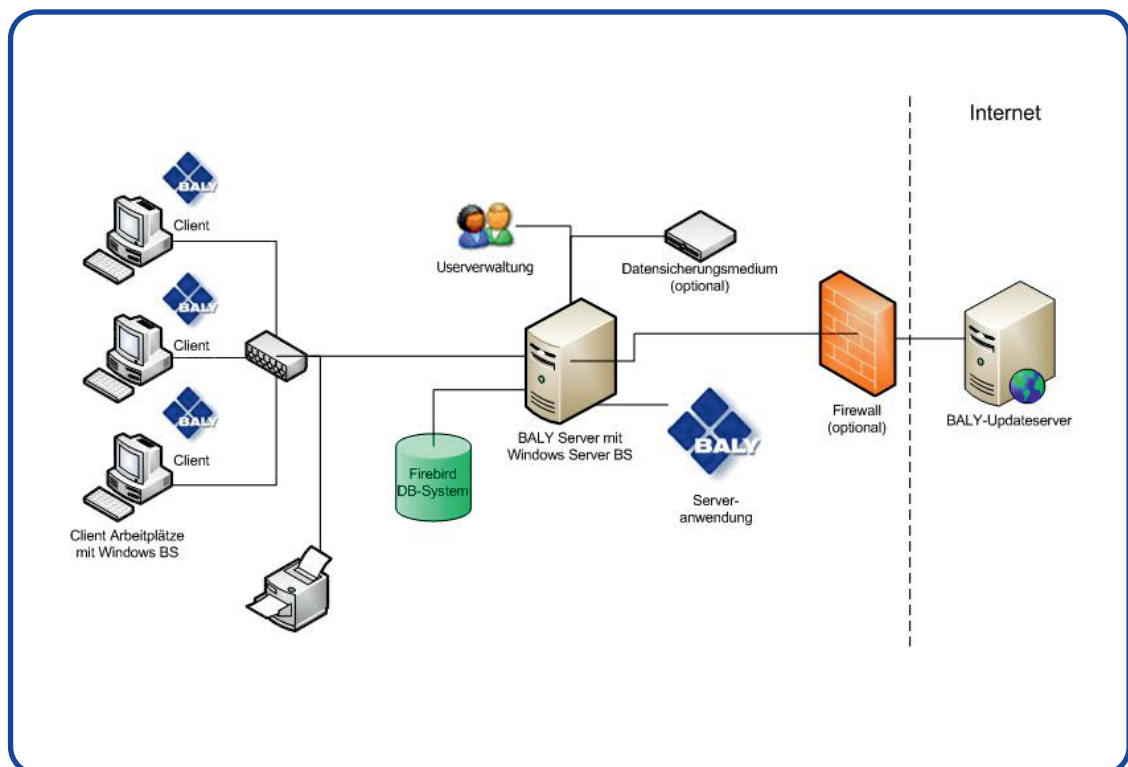 Internet
BALY
Client
BALY
Client
BALY
Client
Client Arbeitplätze
mit Windows BS
Userverwaltung
Datensicherungsmedium
(optional)
BALY Server mit
Windows Server BS
Firebird
DB-System
BALY
Server-
anwendung
Firewall
(optional)
BALY-Updateserver